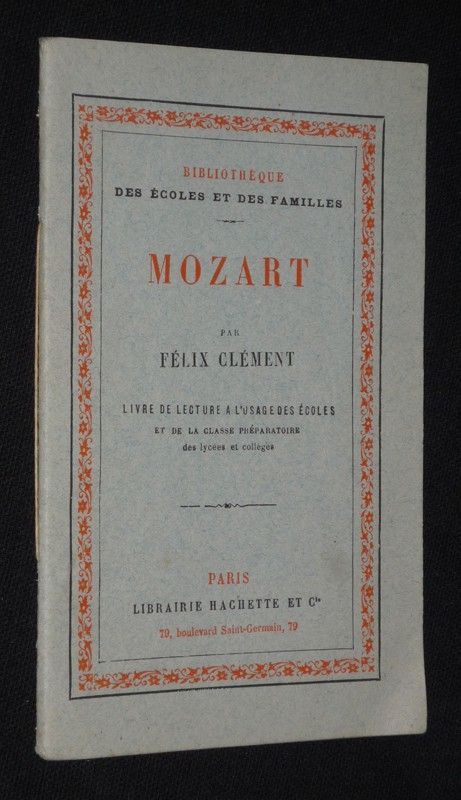 BIBLIOTHÈQUE
DES ÉCOLES ET DES FAMILLES
MOZART
PAR
FÉLIX CLÉMENT
LIVRE DE LECTURE A L'USAGE DES ÉCOLES
ET DE LA CLASSE PRÉPARATOIRE
des lycées et collèges
PARIS
LIBRAIRIE HACHETTE ET Cie
79, boulevard Saint-Germain, 79